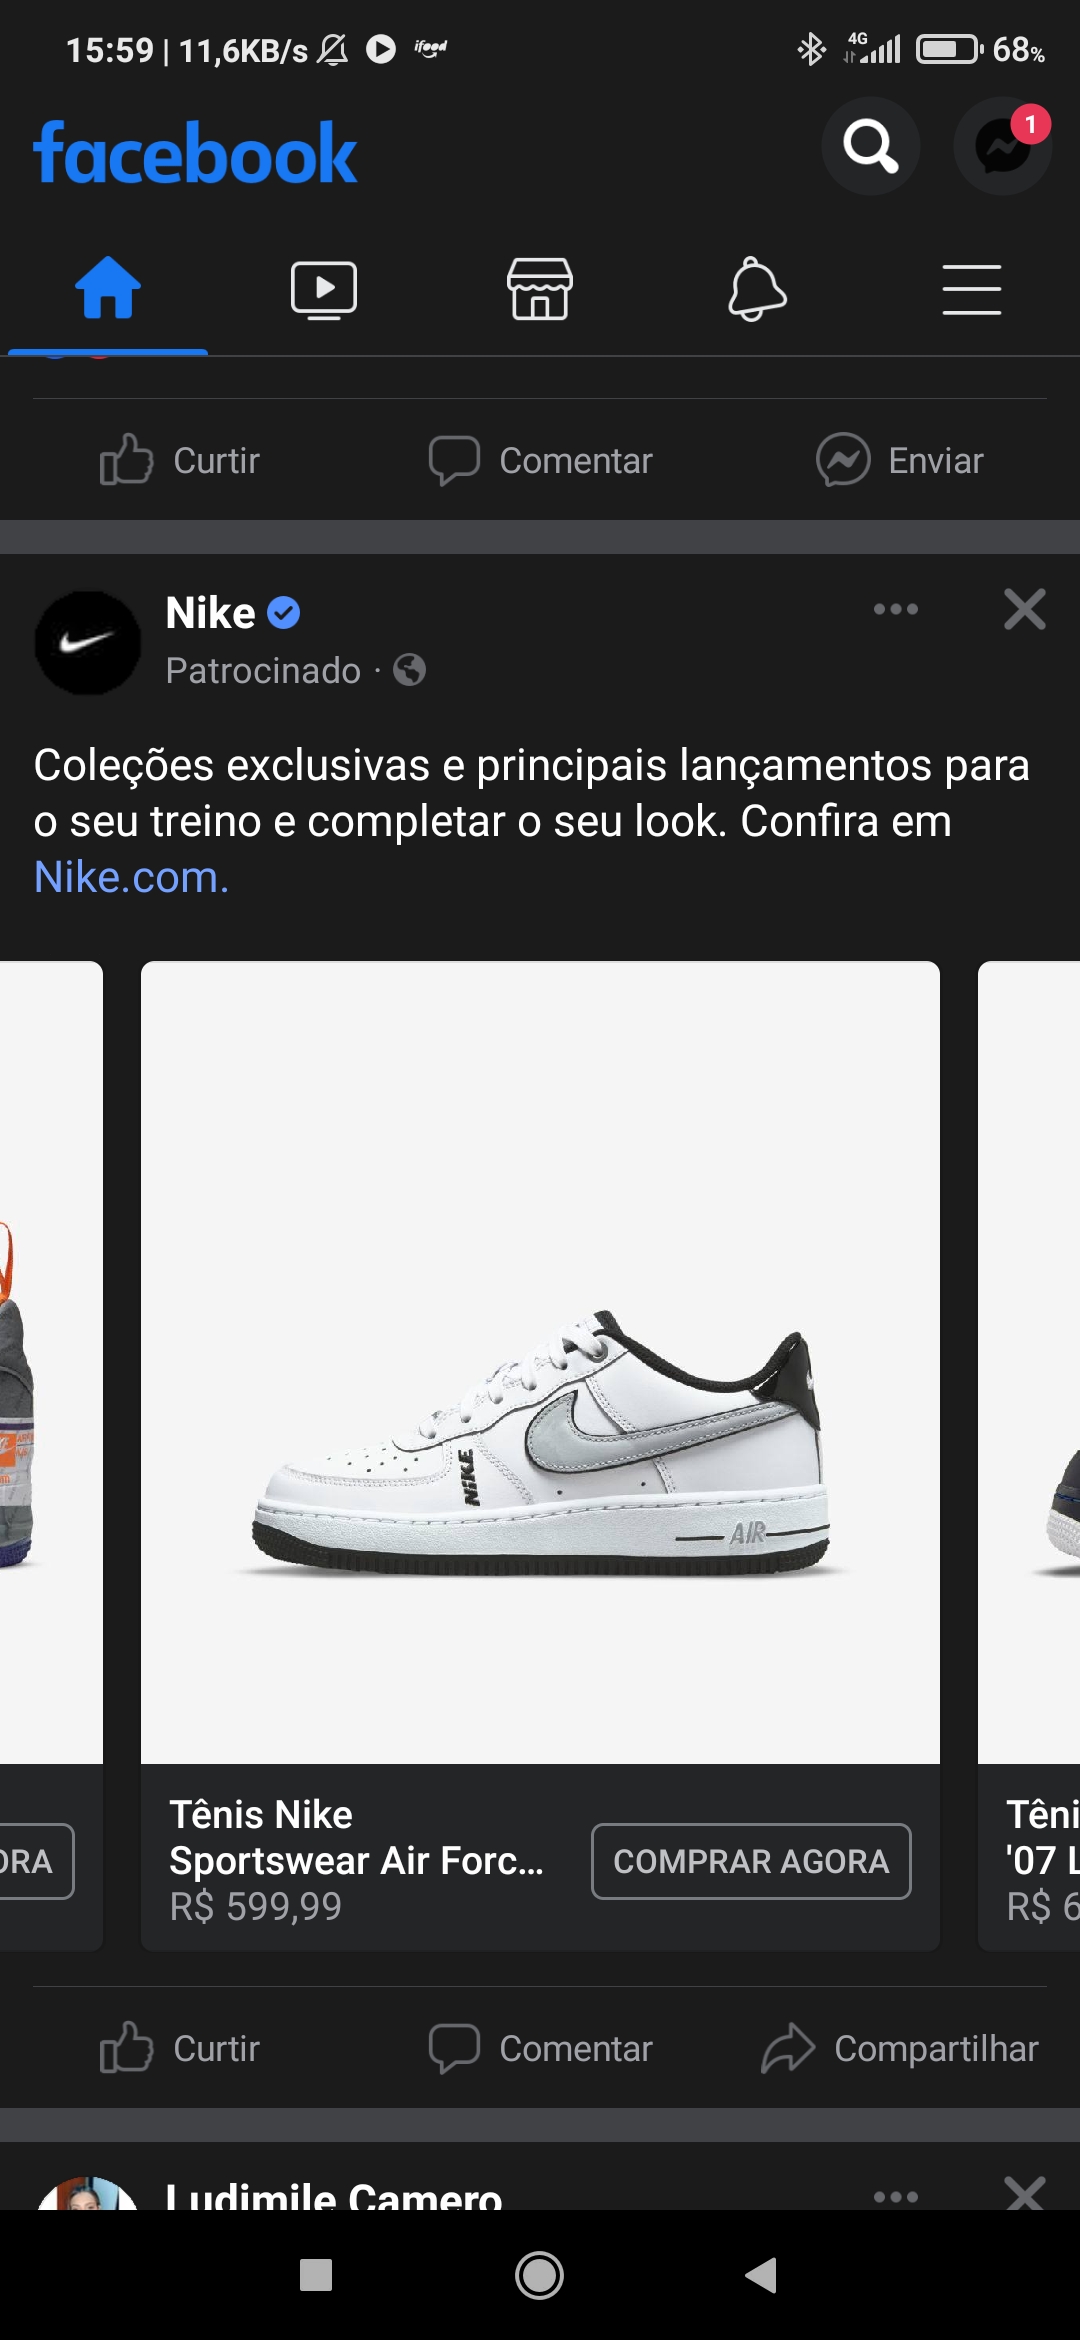 15:59 | 11,6KB/s
ifood
4G
68%
facebook
1
Curtir
Comentar
Enviar
Nike
Patrocinado ·
Coleções exclusivas e principais lançamentos para
o seu treino e completar o seu look. Confira em
Nike.com.
NIKE
AIR
ORA
Tênis Nike
Sportswear Air Forc...
R$ 599,99
COMPRAR AGORA
Têni
'07 L
R$ 6
Curtir
Comentar
Compartilhar
Ludimile Camero